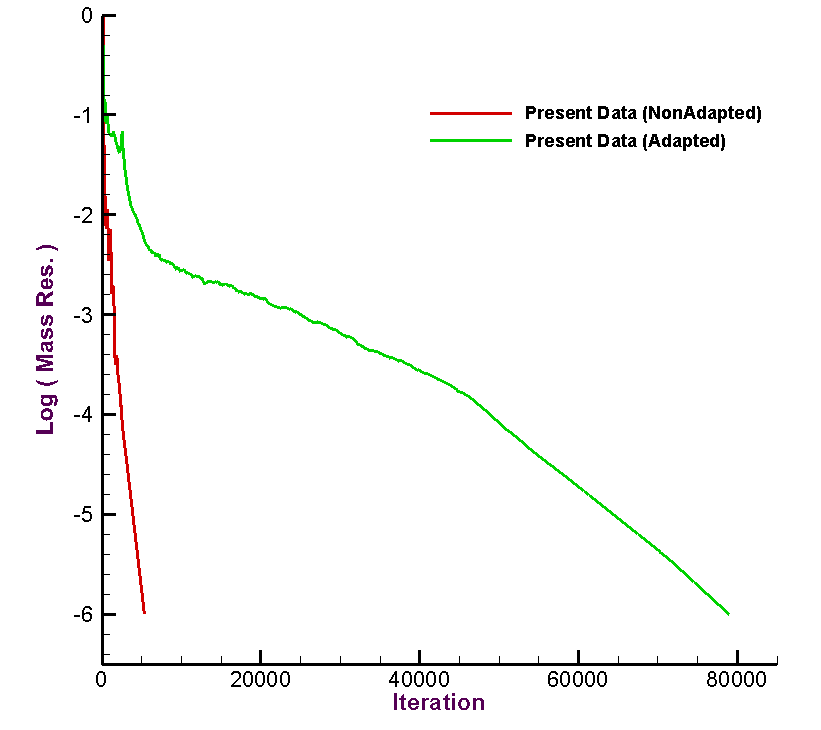 0
-1
Present Data (NonAdapted)
Present Data (Adapted)
-2
-3
Log ( Mass Res. )
-4
-5
-6
0 20000 40000 60000 80000
Iteration